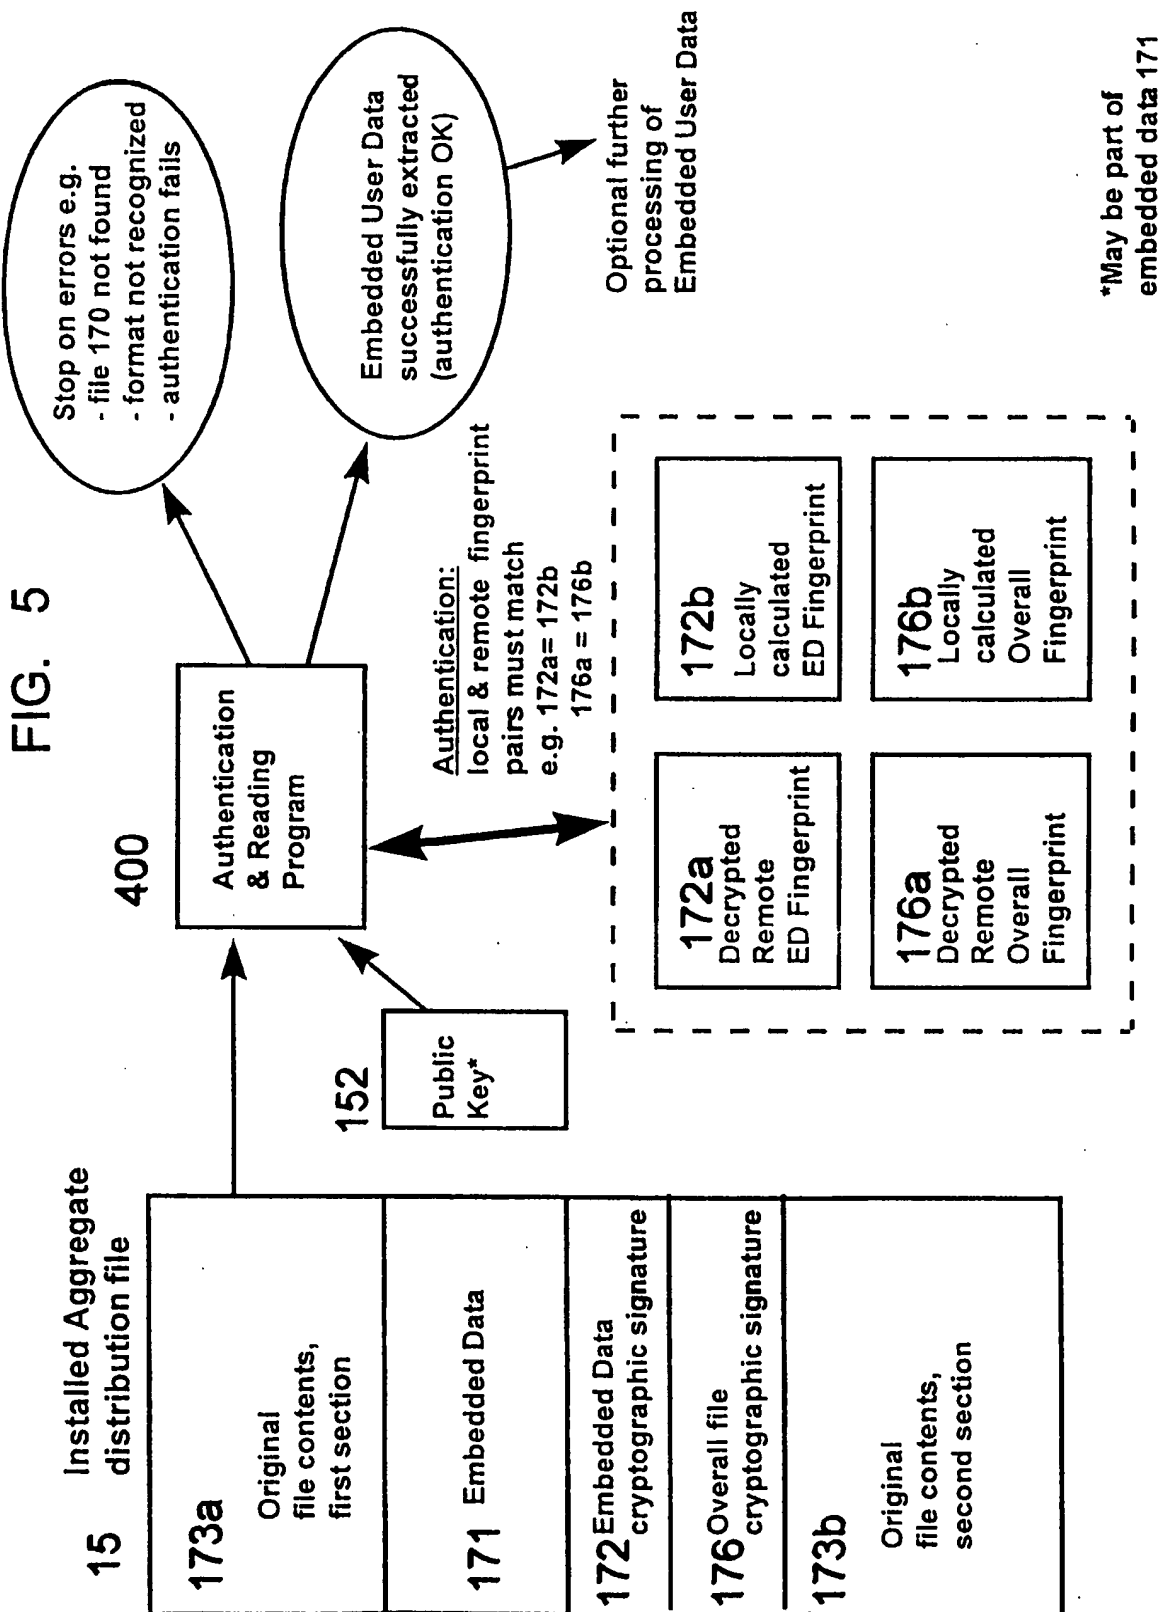 FIG. 5
15
Installed Aggregate
distribution file
173a
Original
file contents,
first section
171 Embedded Data
172 Embedded Data
cryptographic signature
176 Overall file
cryptographic signature
173b
Original
file contents,
second section
152
Public
Key*
400
Authentication
& Reading
Program
Stop on errors e.g.
- file 170 not found
- format not recognized
- authentication fails
Embedded User Data
successfully extracted
(authentication OK)
Optional further
processing of
Embedded User Data
Authentication:
local & remote fingerprint
pairs must match
e.g. 172a= 172b
176a = 176b
172a
Decrypted
Remote
ED Fingerprint
172b
Locally
calculated
ED Fingerprint
176a
Decrypted
Remote
Overall
Fingerprint
176b
Locally
calculated
Overall
Fingerprint
*May be part of
embedded data 171